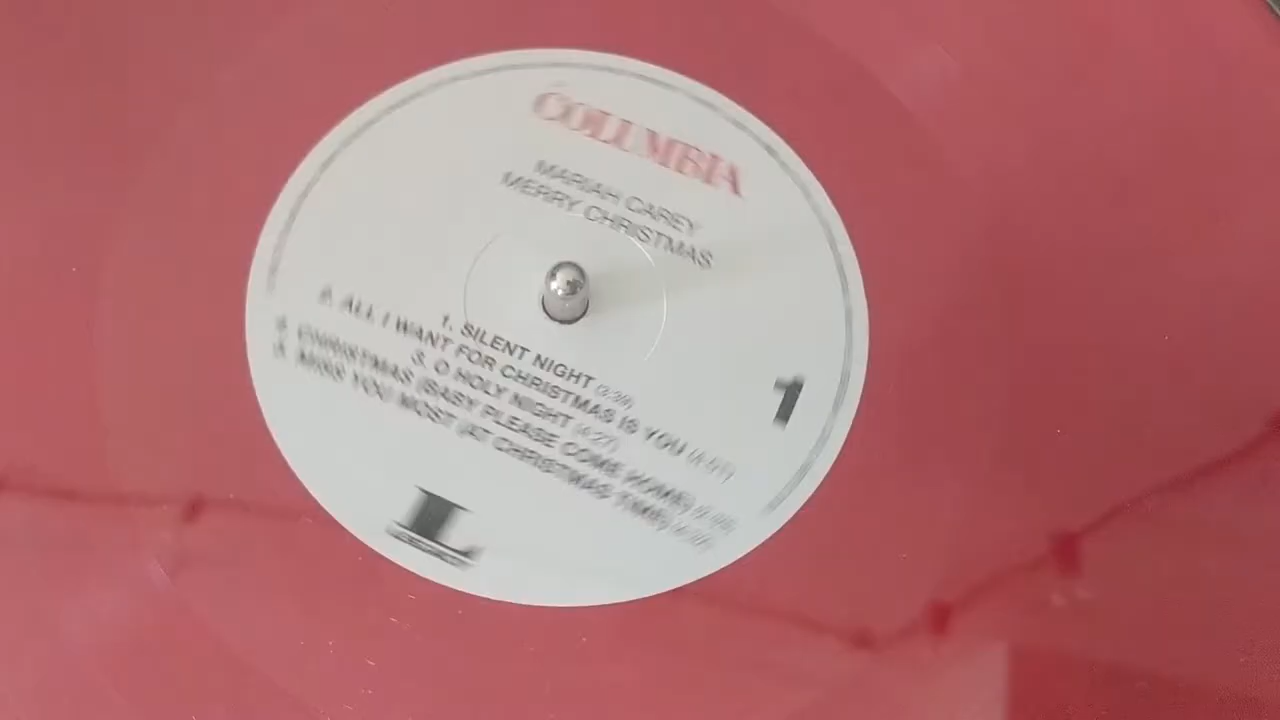 COLUMBIA
MARIAH CAREY
MERRY CHRISTMAS
1. SILENT NIGHT
2. ALL I WANT FOR CHRISTMAS IS YOU
3. O HOLY NIGHT (4:27)
CHRISTMAS (BABY PLEASE COME HOME)
MISS YOU MOST (AT CHRISTMAS TIME)
1
L